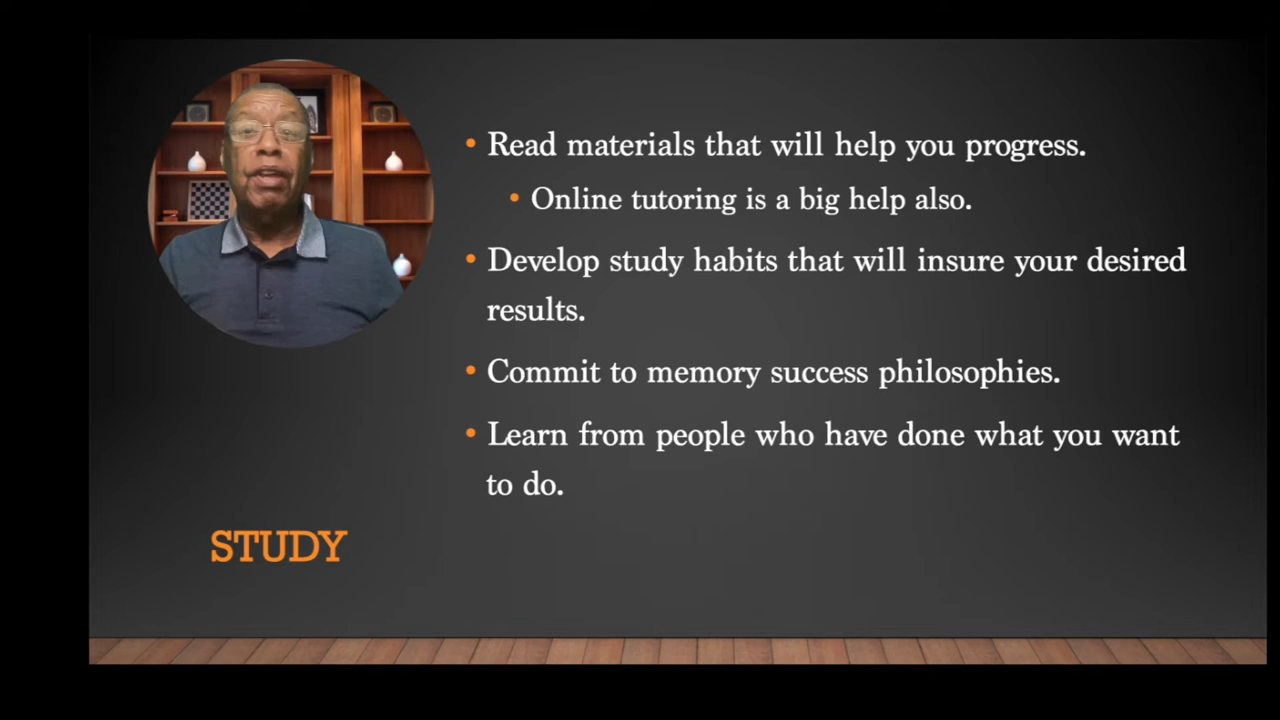 Read materials that will help you progress.
Online tutoring is a big help also.
Develop study habits that will insure your desired
results.
Commit to memory success philosophies.
Learn from people who have done what you want
to do.
STUDY